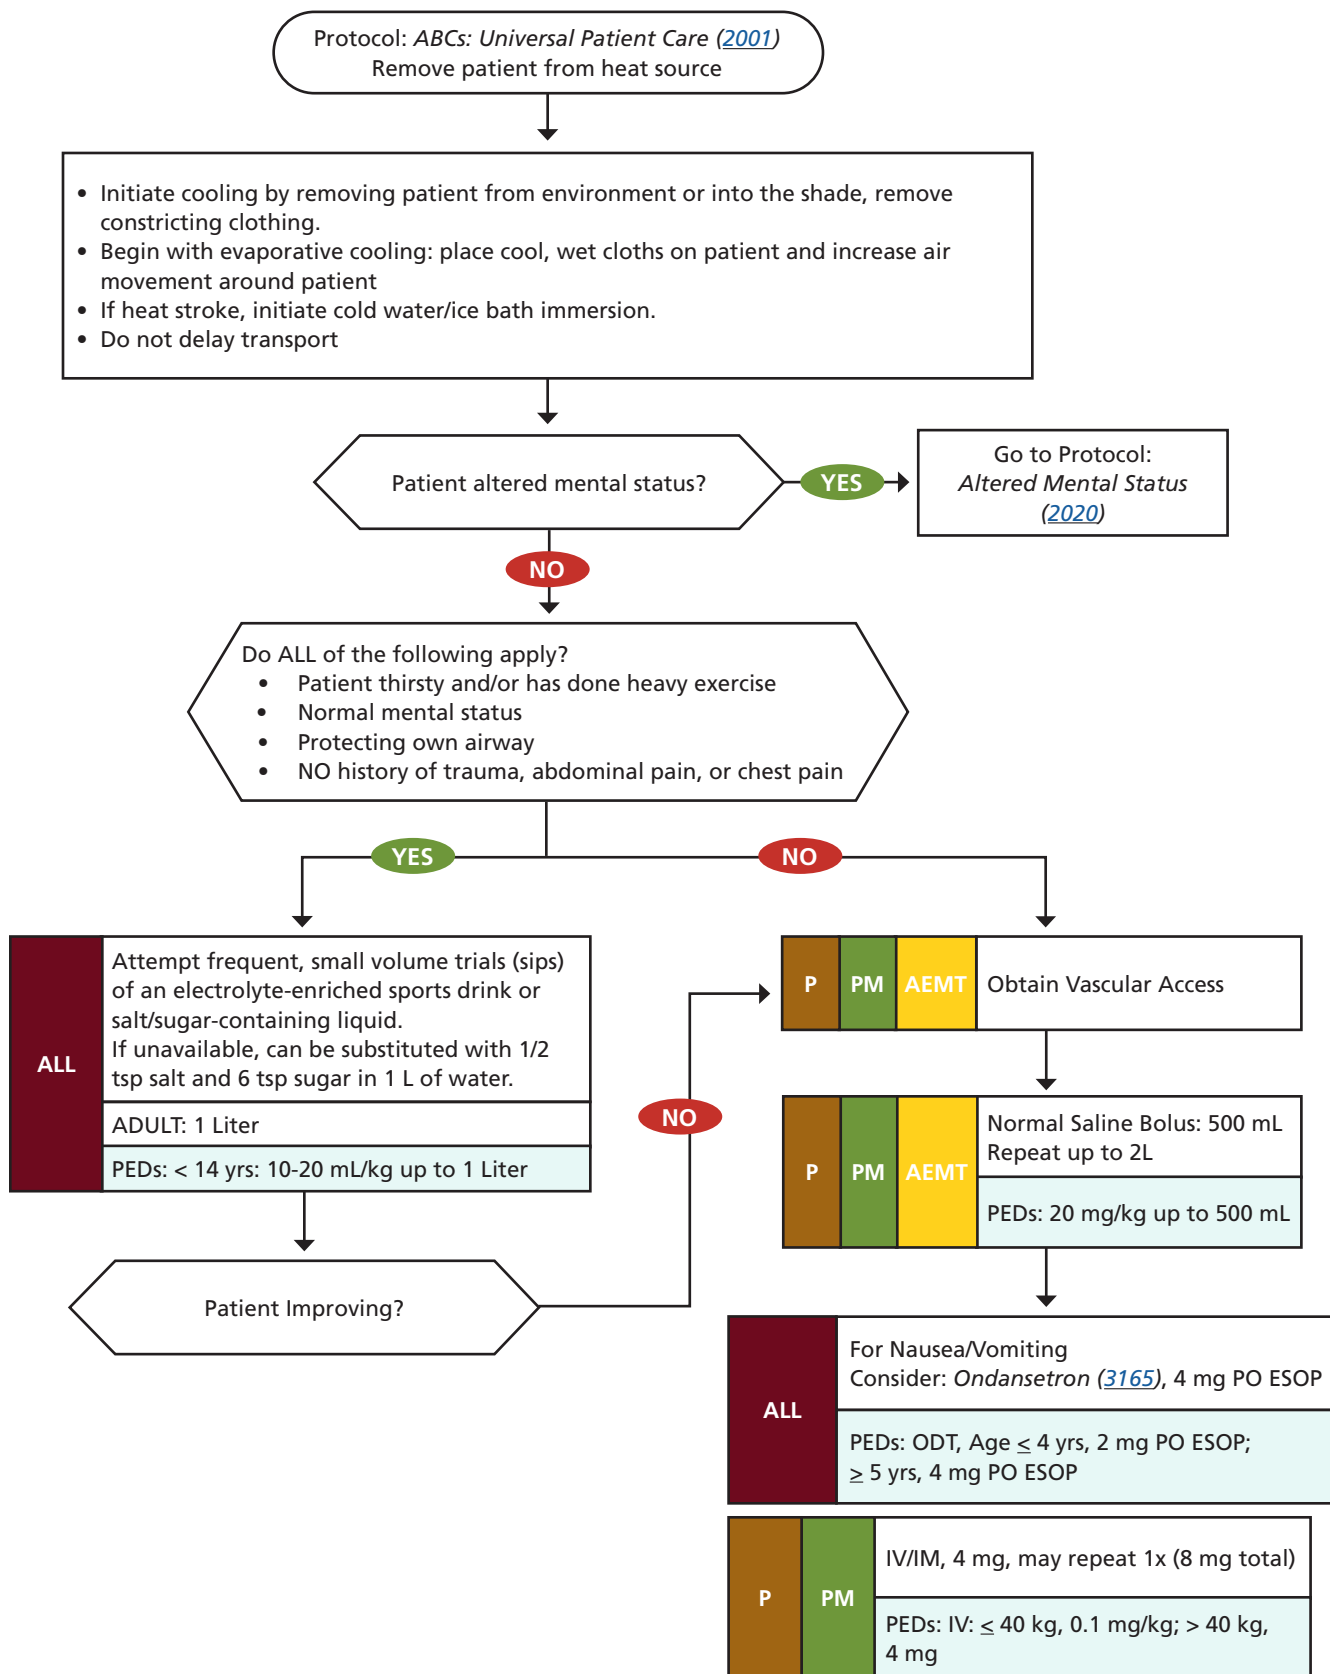 Protocol: ABCs: Universal Patient Care (2001)
Remove patient from heat source
• Initiate cooling by removing patient from environment or into the shade, remove
constricting clothing.
• Begin with evaporative cooling: place cool, wet cloths on patient and increase air
movement around patient
• If heat stroke, initiate cold water/ice bath immersion.
• Do not delay transport
Patient altered mental status?
YES
Go to Protocol:
Altered Mental Status
(2020)
NO
Do ALL of the following apply?
• Patient thirsty and/or has done heavy exercise
• Normal mental status
• Protecting own airway
• NO history of trauma, abdominal pain, or chest pain
YES
NO
ALL
Attempt frequent, small volume trials (sips)
of an electrolyte-enriched sports drink or
salt/sugar-containing liquid.
If unavailable, can be substituted with 1/2
tsp salt and 6 tsp sugar in 1 L of water.
ADULT: 1 Liter
PEDs: < 14 yrs: 10-20 mL/kg up to 1 Liter
Patient Improving?
NO
P
PM
AEMT
Obtain Vascular Access
P
PM
AEMT
Normal Saline Bolus: 500 mL
Repeat up to 2L
PEDs: 20 mg/kg up to 500 mL
ALL
For Nausea/Vomiting
Consider: Ondansetron (3165), 4 mg PO ESOP
PEDs: ODT, Age ≤ 4 yrs, 2 mg PO ESOP;
≥ 5 yrs, 4 mg PO ESOP
P
PM
IV/IM, 4 mg, may repeat 1x (8 mg total)
PEDs: IV: ≤ 40 kg, 0.1 mg/kg; > 40 kg,
4 mg